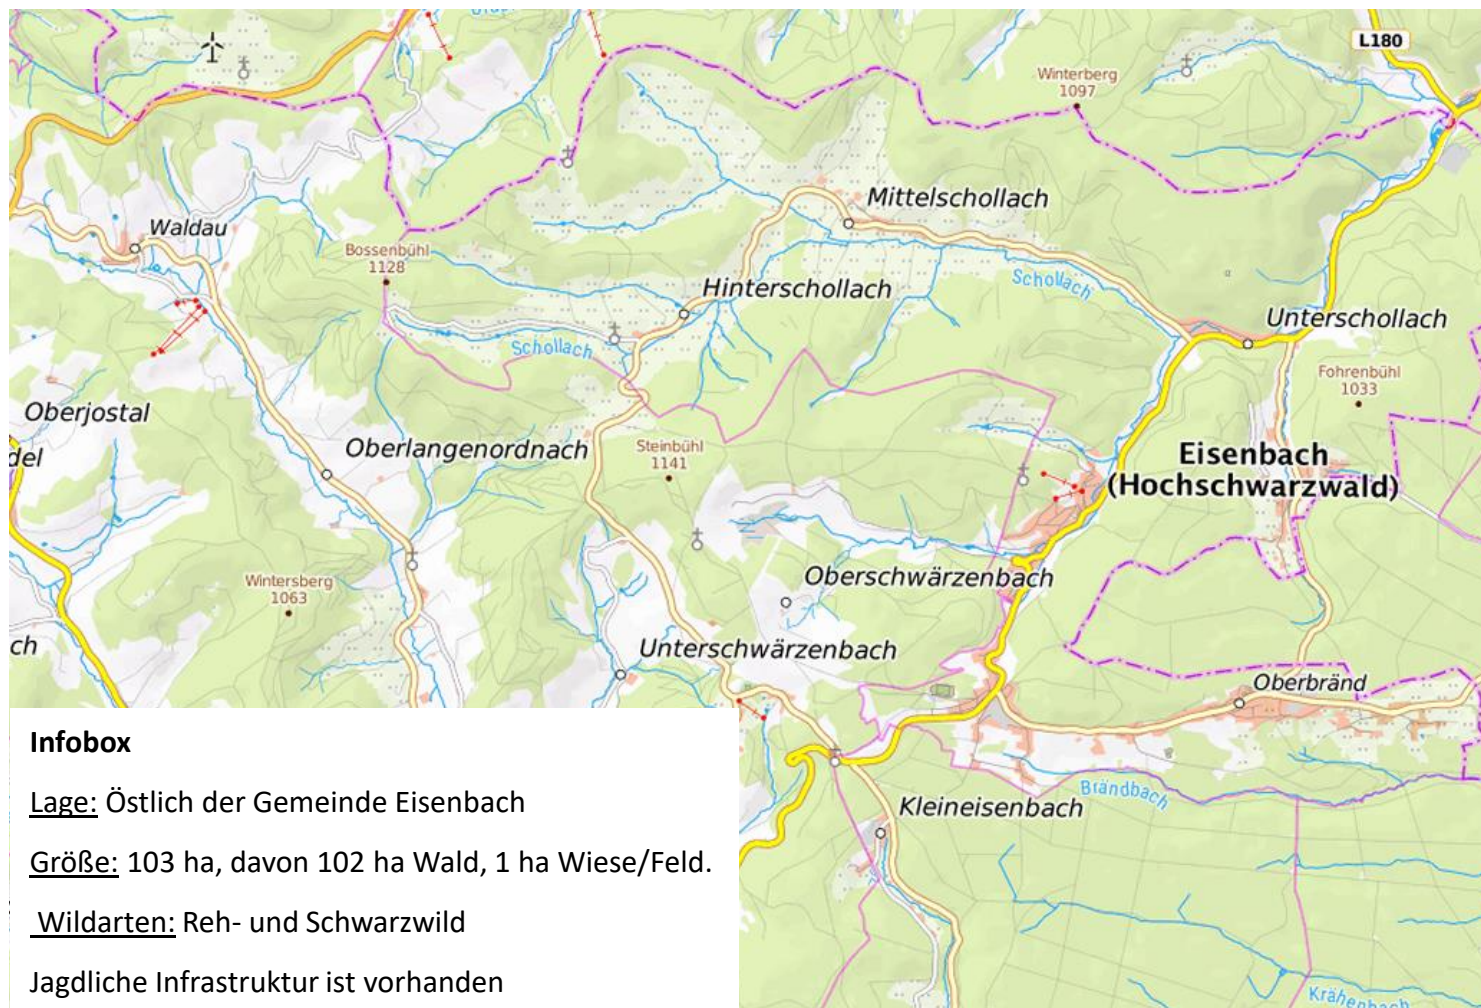 L180
Winterberg
1097
Mittelschollach
Waldau
Bossenbühl
1128
Schollach
Hinterschollach
Unterschollach
Schollach
Fohrenbühl
1033
Oberjostal
del
Oberlangenordnach
Steinbühl
1141
Eisenbach
(Hochschwarzwald)
Wintersberg
1063
Oberschwärzenbach
ch
Unterschwärzenbach
Oberbränd
Brändbach
Kleineisenbach
Krähenbach
Infobox
Lage: Östlich der Gemeinde Eisenbach
Größe: 103 ha, davon 102 ha Wald, 1 ha Wiese/Feld.
Wildarten: Reh- und Schwarzwild
Jagdliche Infrastruktur ist vorhanden